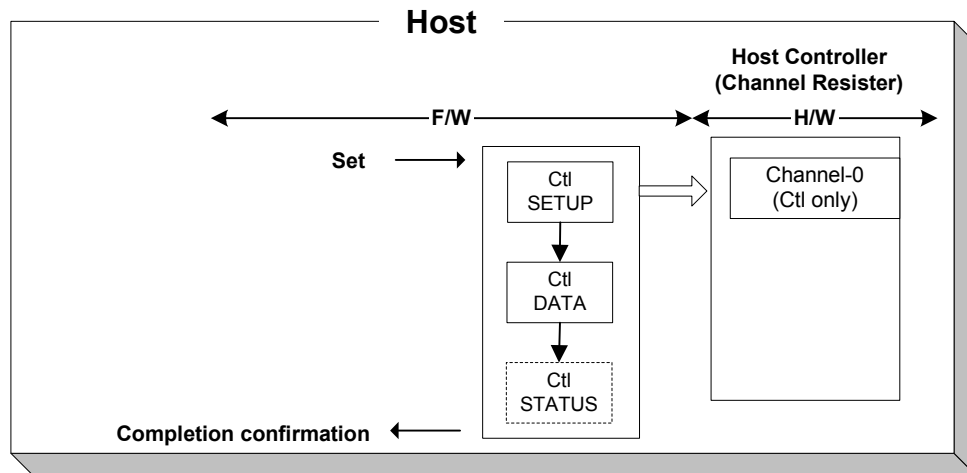 Host
Host Controller
(Channel Resister)
F/W
H/W
Set
Ctl
SETUP
Channel-0
(Ctl only)
Ctl
DATA
Ctl
STATUS
Completion confirmation